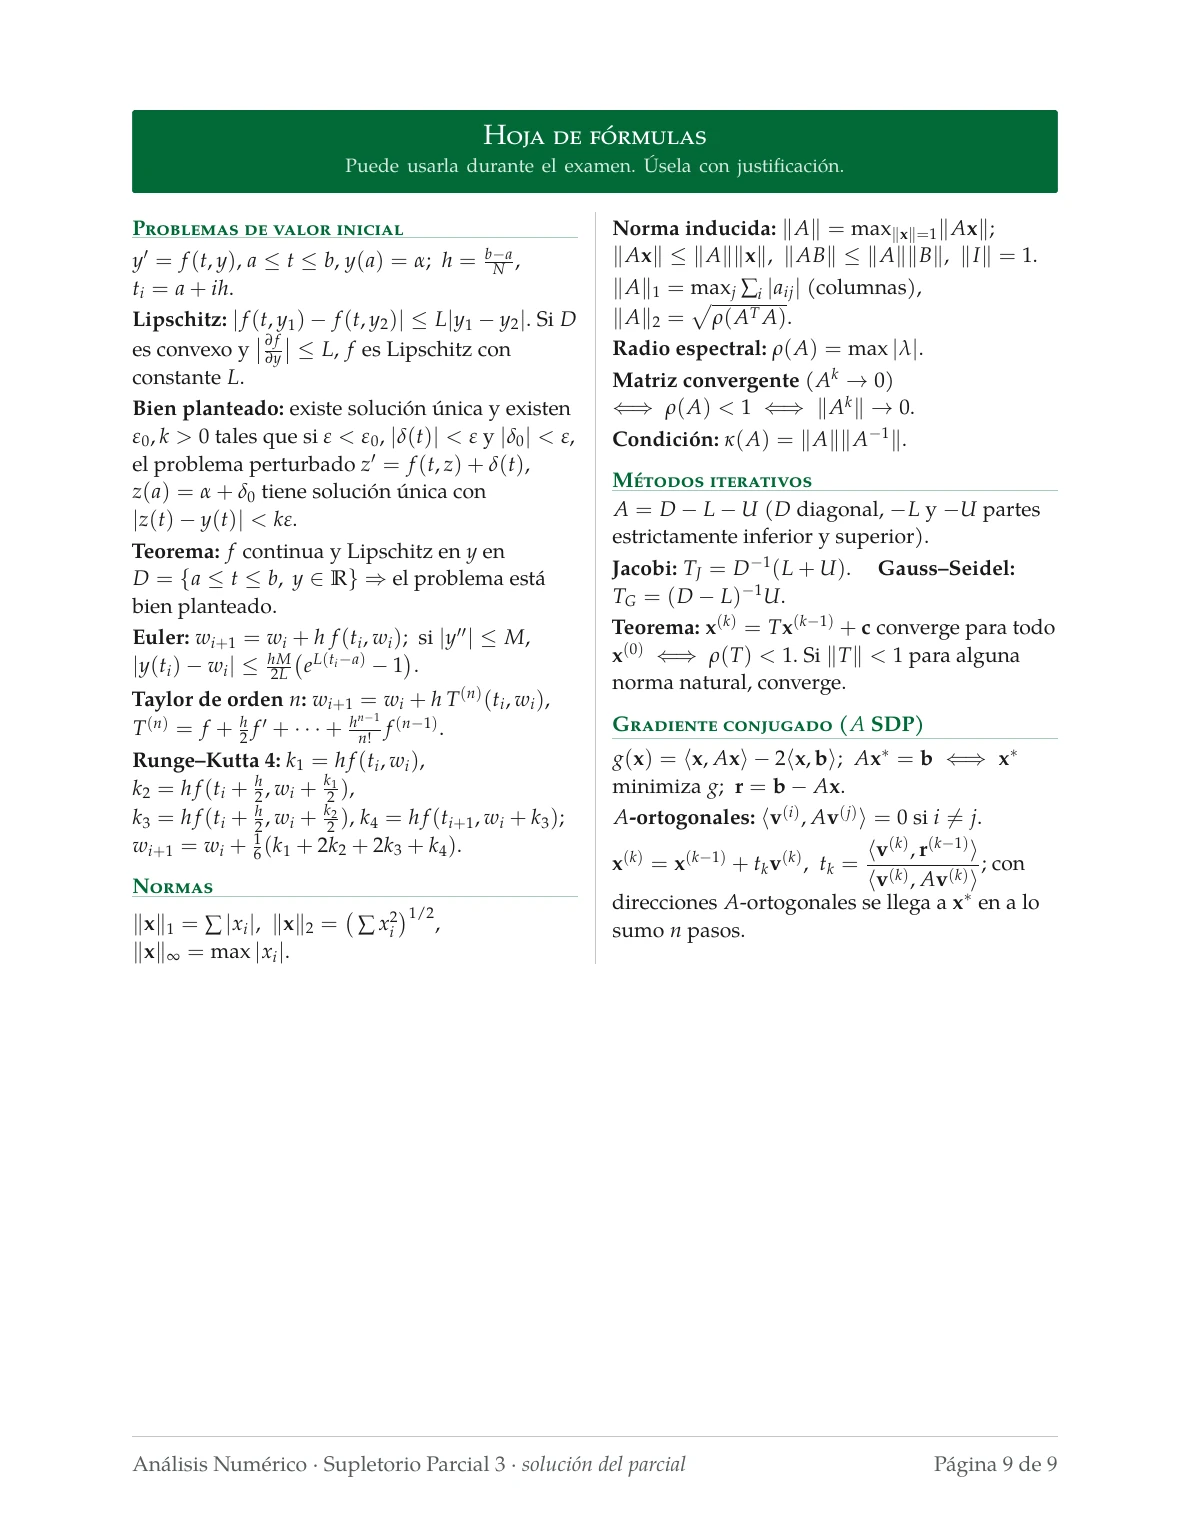 Hoja de fórmulas
Puede usarla durante el examen. Úsela con justificación.
Problemas de valor inicial
y′ = f(t, y), a ≤ t ≤ b, y(a) = α; h = (b−a)/N,
t_i = a + ih.
Lipschitz: |f(t, y_1) − f(t, y_2)| ≤ L|y_1 − y_2|. Si D
es convexo y |∂f/∂y| ≤ L, f es Lipschitz con
constante L.
Bien planteado: existe solución única y existen
ε_0, k > 0 tales que si ε < ε_0, |δ(t)| < ε y |δ_0| < ε,
el problema perturbado z′ = f(t, z) + δ(t),
z(a) = α + δ_0 tiene solución única con
|z(t) − y(t)| < kε.
Teorema: f continua y Lipschitz en y en
D = {a ≤ t ≤ b, y ∈ ℝ} ⇒ el problema está
bien planteado.
Euler: w_{i+1} = w_i + h f(t_i, w_i); si |y″| ≤ M,
|y(t_i) − w_i| ≤ hM/2L (e^{L(t_i−a)} − 1).
Taylor de orden n: w_{i+1} = w_i + h T^{(n)}(t_i, w_i),
T^{(n)} = f + h/2 f′ + · · · + h^{n−1}/n! f^{(n−1)}.
Runge–Kutta 4: k_1 = hf(t_i, w_i),
k_2 = hf(t_i + h/2, w_i + k_1/2),
k_3 = hf(t_i + h/2, w_i + k_2/2), k_4 = hf(t_{i+1}, w_i + k_3);
w_{i+1} = w_i + 1/6(k_1 + 2k_2 + 2k_3 + k_4).
Normas
‖x‖_1 = ∑ |x_i|, ‖x‖_2 = (∑ x_i^2)^{1/2},
‖x‖_∞ = max |x_i|.
Norma inducida: ‖A‖ = max_{‖x‖=1} ‖Ax‖;
‖Ax‖ ≤ ‖A‖‖x‖, ‖AB‖ ≤ ‖A‖‖B‖, ‖I‖ = 1.
‖A‖_1 = max_j ∑_i |a_{ij}| (columnas),
‖A‖_2 = √(ρ(A^T A)).
Radio espectral: ρ(A) = max |λ|.
Matriz convergente (A^k → 0)
⟺ ρ(A) < 1 ⟺ ‖A^k‖ → 0.
Condición: κ(A) = ‖A‖‖A^{−1}‖.
Métodos iterativos
A = D − L − U (D diagonal, −L y −U partes
estrictamente inferior y superior).
Jacobi: T_J = D^{−1}(L + U). Gauss–Seidel:
T_G = (D − L)^{−1}U.
Teorema: x^{(k)} = Tx^{(k−1)} + c converge para todo
x^{(0)} ⟺ ρ(T) < 1. Si ‖T‖ < 1 para alguna
norma natural, converge.
Gradiente conjugado (A SDP)
g(x) = ⟨x, Ax⟩ − 2⟨x, b⟩; Ax* = b ⟺ x*
minimiza g; r = b − Ax.
A-ortogonales: ⟨v^{(i)}, Av^{(j)}⟩ = 0 si i ≠ j.
x^{(k)} = x^{(k−1)} + t_k v^{(k)}, t_k = ⟨v^{(k)}, r^{(k−1)}⟩/⟨v^{(k)}, Av^{(k)}⟩; con
direcciones A-ortogonales se llega a x* en a lo
sumo n pasos.
Análisis Numérico · Supletorio Parcial 3 · solución del parcial
Página 9 de 9